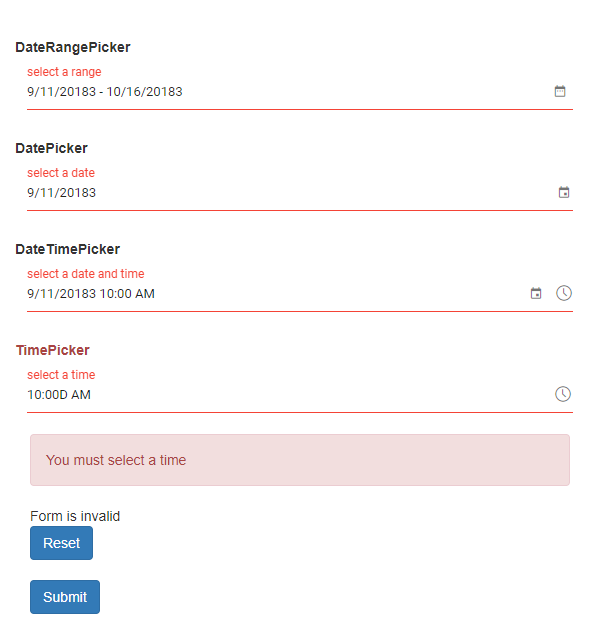 DateRangePicker
select a range
9/11/20183 - 10/16/20183
DatePicker
select a date
9/11/20183
DateTimePicker
select a date and time
9/11/20183 10:00 AM
TimePicker
select a time
10:00D AM
You must select a time
Form is invalid
Reset
Submit